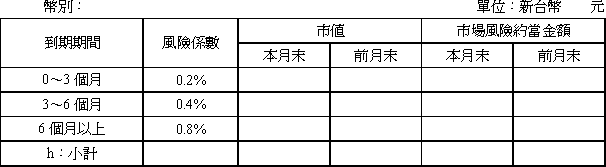 幣別： 單位：新台幣 元
到期期間 風險係數 市值 市場風險約當金額
本月末 前月末 本月末 前月末
0～3 個月 0.2%
3～6 個月 0.4%
6 個月以上 0.8%
h：小計